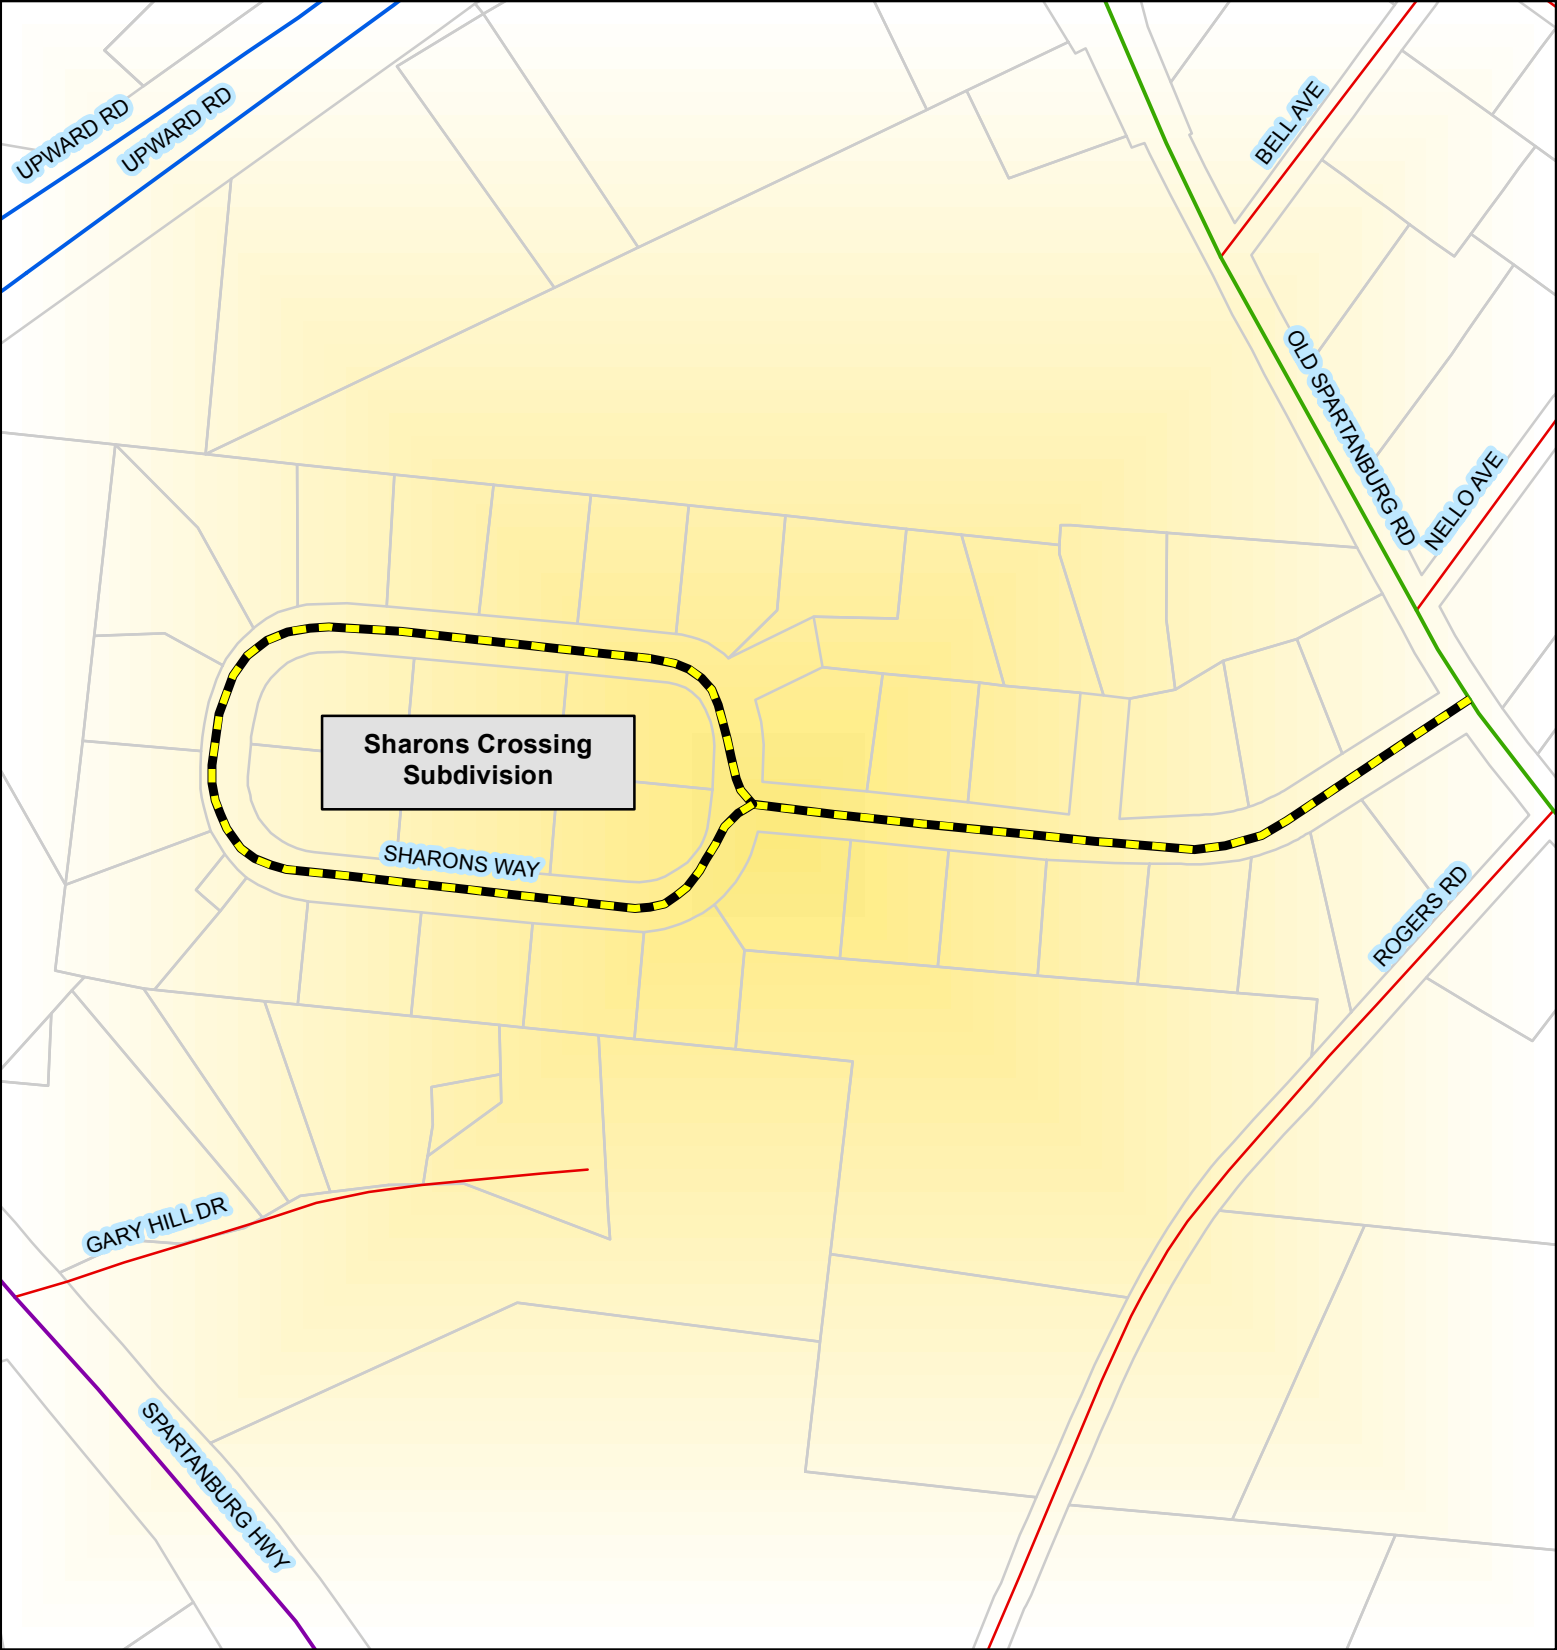 UPWARD RD
UPWARD RD
BELL AVE
OLD SPARTANBURG RD
NELLO AVE
Sharons Crossing
Subdivision
SHARONS WAY
ROGERS RD
GARY HILL DR
SPARTANBURG HWY